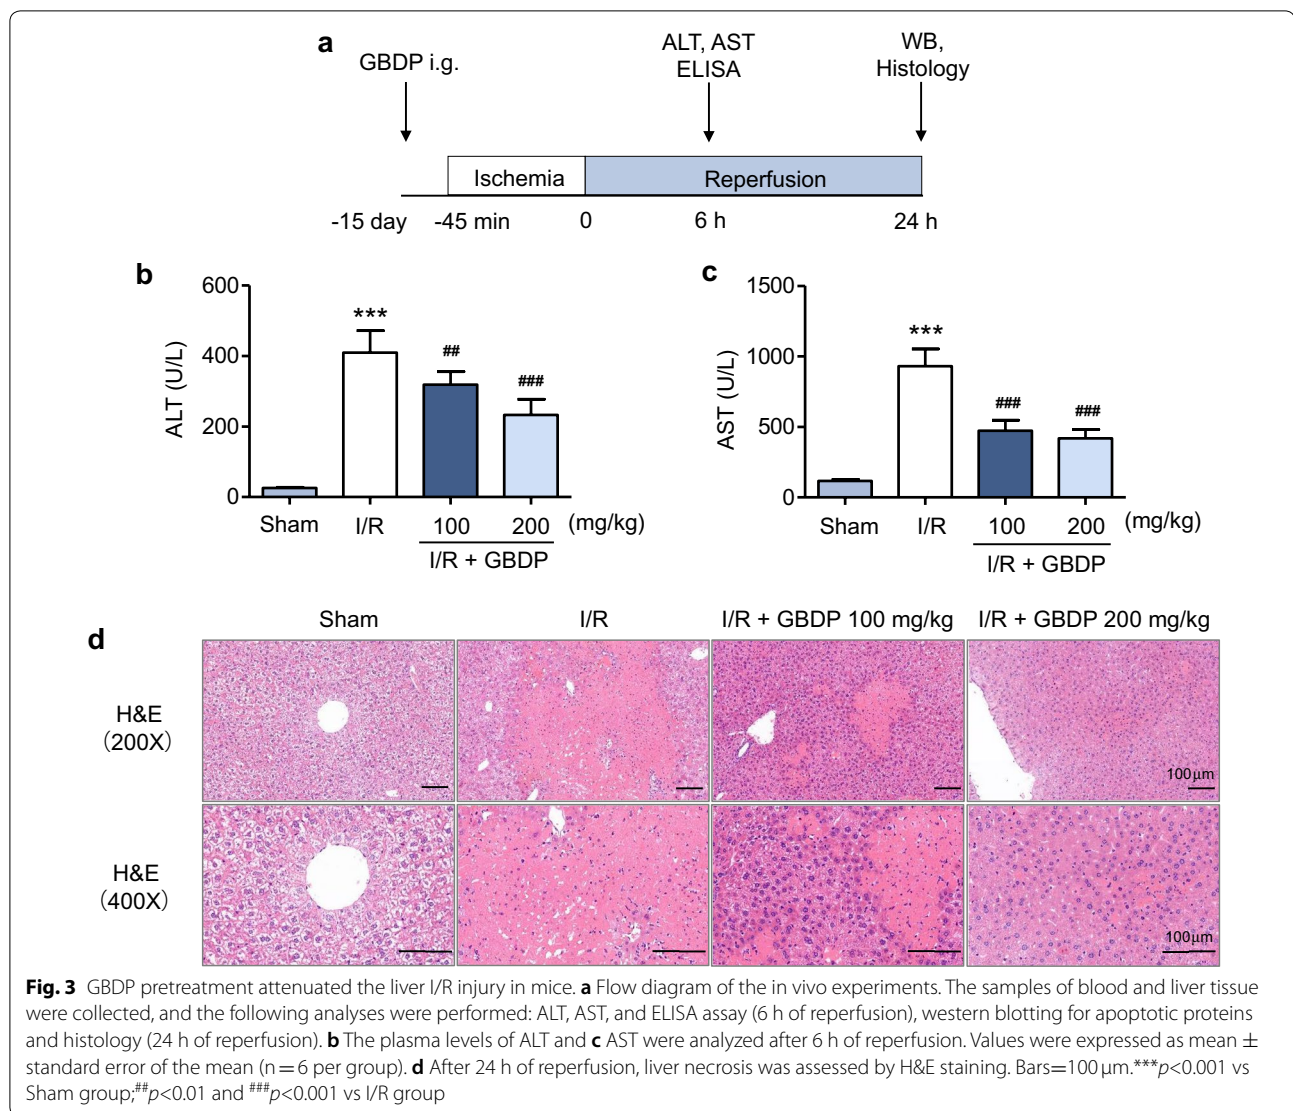 a
GBDP i.g.
ALT, AST
ELISA
WB,
Histology
Ischemia
Reperfusion
-15 day
-45 min
0
6 h
24 h
b
ALT (U/L)
600
400
200
0
***
##
###
Sham
I/R
100
200
(mg/kg)
I/R + GBDP
c
AST (U/L)
1500
1000
500
0
***
###
###
Sham
I/R
100
200
(mg/kg)
I/R + GBDP
d
Sham
I/R
I/R + GBDP 100 mg/kg
I/R + GBDP 200 mg/kg
H&E
(200X)
100μm
H&E
(400X)
100μm
Fig. 3 GBDP pretreatment attenuated the liver I/R injury in mice. a Flow diagram of the in vivo experiments. The samples of blood and liver tissue
were collected, and the following analyses were performed: ALT, AST, and ELISA assay (6 h of reperfusion), western blotting for apoptotic proteins
and histology (24 h of reperfusion). b The plasma levels of ALT and c AST were analyzed after 6 h of reperfusion. Values were expressed as mean ±
standard error of the mean (n = 6 per group). d After 24 h of reperfusion, liver necrosis was assessed by H&E staining. Bars=100 μm.***p<0.001 vs
Sham group;##p<0.01 and ###p<0.001 vs I/R group